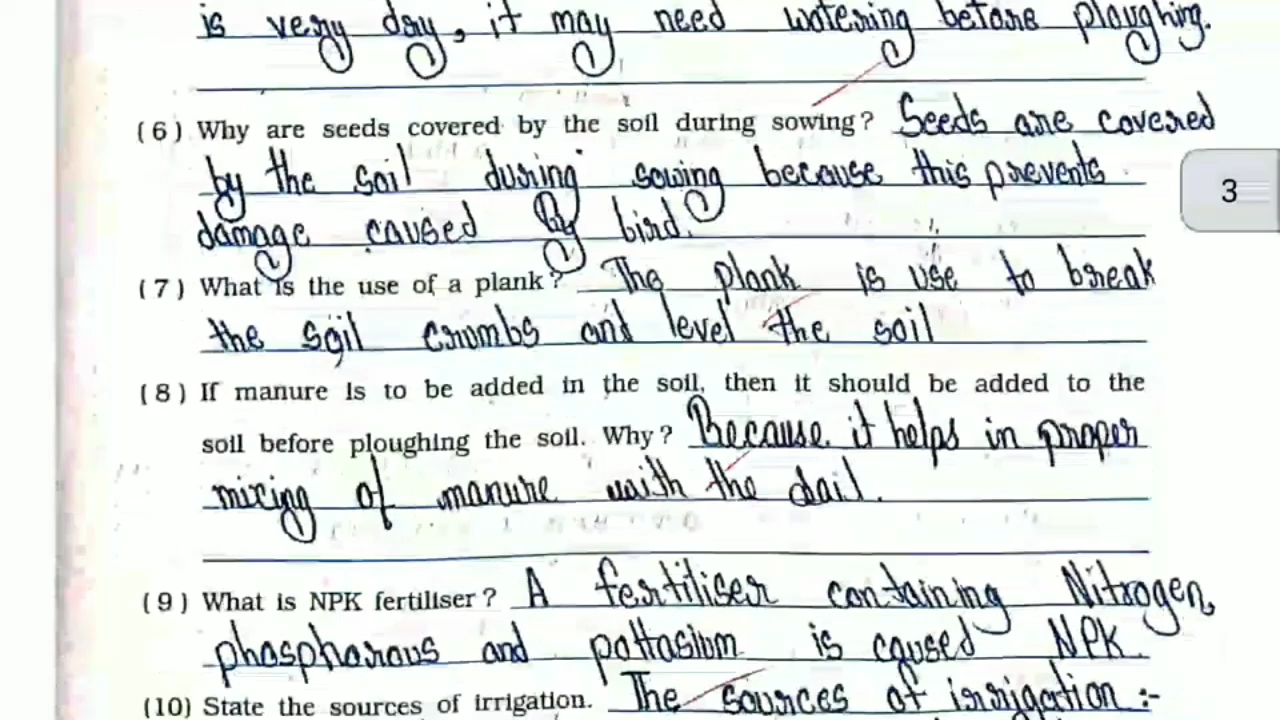 is very dry, it may need watering before ploughing.
(6) Why are seeds covered by the soil during sowing? Seeds are covered
by the soil during sowing because this prevents
damage caused by bird.
(7) What is the use of a plank? The plank is use to break
the soil crumbs and level the soil
(8) If manure is to be added in the soil, then it should be added to the
soil before ploughing the soil. Why? Because it helps in proper
mixing of manure waith the dail.
(9) What is NPK fertiliser? A fertiliser containing Nitrogen,
phospharous and pottasium is caused NPK.
(10) State the sources of irrigation. The sources of irrigation :-
3